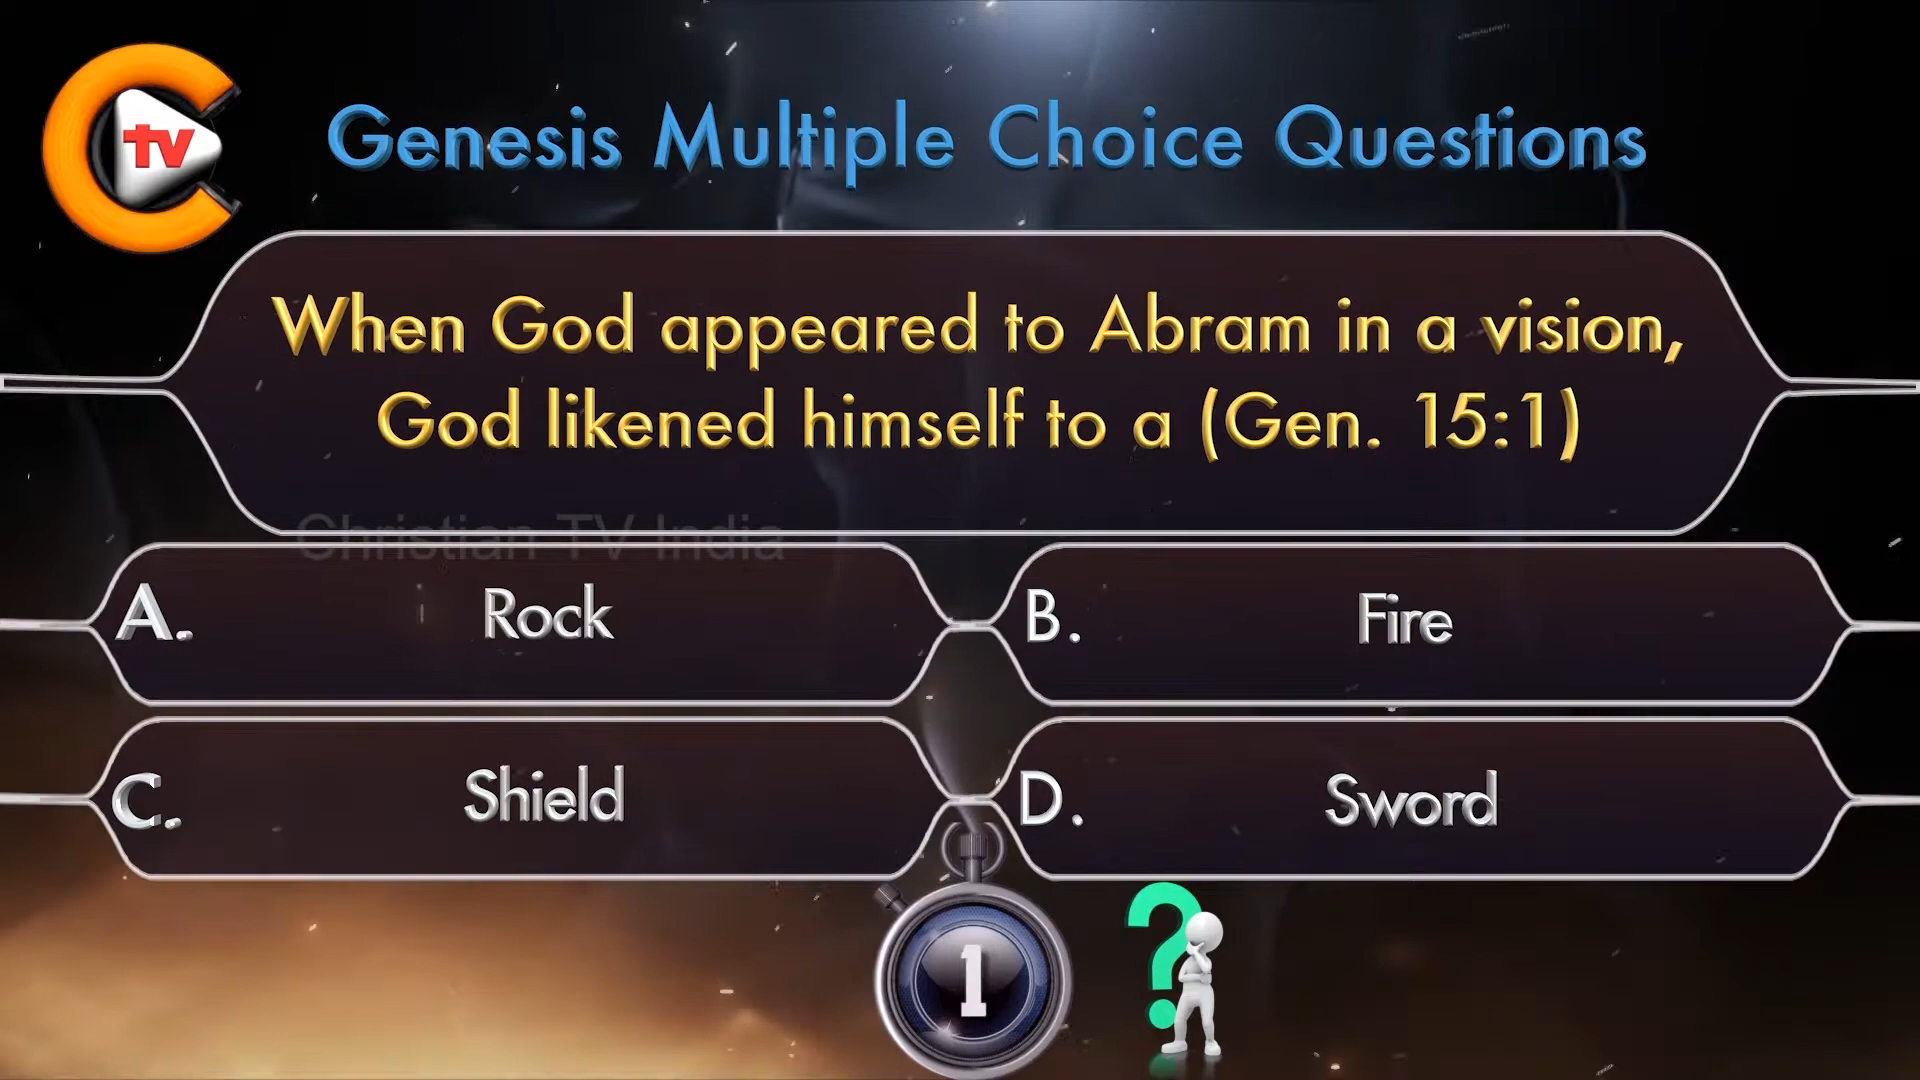 tv
Genesis Multiple Choice Questions
When God appeared to Abram in a vision,
God likened himself to a (Gen. 15:1)
Christian TV India
A. Rock
B. Fire
C. Shield
D. Sword
1
?